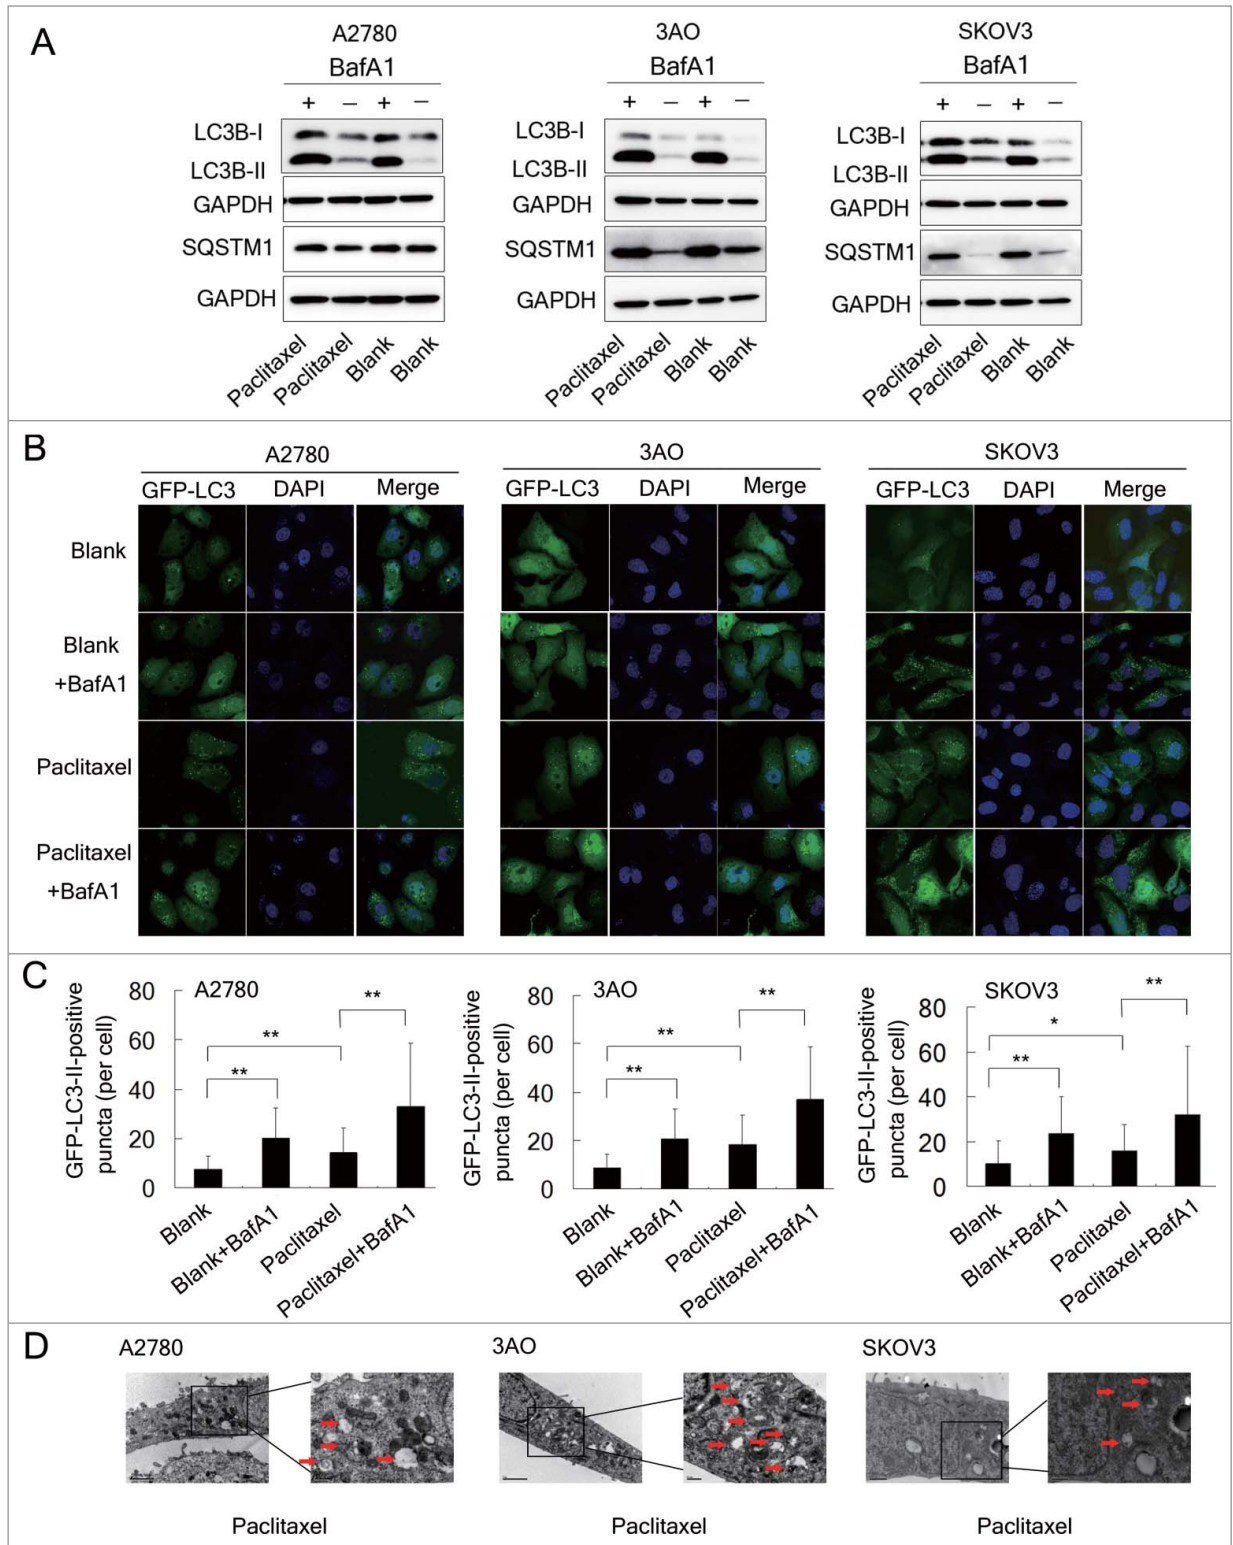 A
A2780
3AO
SKOV3
BafA1
BafA1
BafA1
+ – + –
+ – + –
+ – + –
LC3B-I
LC3B-II
GAPDH
SQSTM1
GAPDH
Paclitaxel
Paclitaxel
Blank
Blank
LC3B-I
LC3B-II
GAPDH
SQSTM1
GAPDH
Paclitaxel
Paclitaxel
Blank
Blank
LC3B-I
LC3B-II
GAPDH
SQSTM1
GAPDH
Paclitaxel
Paclitaxel
Blank
Blank
B
A2780
3AO
SKOV3
GFP-LC3 DAPI Merge
GFP-LC3 DAPI Merge
GFP-LC3 DAPI Merge
Blank
Blank
+BafA1
Paclitaxel
Paclitaxel
+BafA1
C
A2780
GFP-LC3-II-positive
puncta (per cell)
80
60
40
20
0
**
**
**
Blank
Blank+BafA1
Paclitaxel
Paclitaxel+BafA1
3AO
GFP-LC3-II-positive
puncta (per cell)
80
60
40
20
0
**
**
**
Blank
Blank+BafA1
Paclitaxel
Paclitaxel+BafA1
SKOV3
GFP-LC3-II-positive
puncta (per cell)
80
60
40
20
0
**
*
**
Blank
Blank+BafA1
Paclitaxel
Paclitaxel+BafA1
D
A2780
3AO
SKOV3
Paclitaxel
Paclitaxel
Paclitaxel